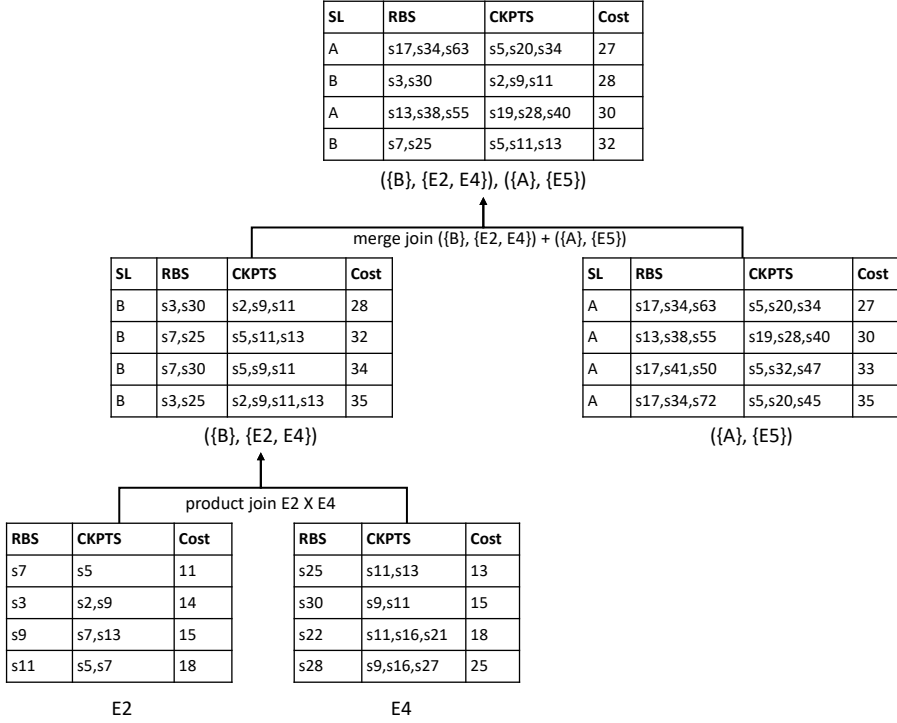 SL RBS CKPTS Cost
A s17,s34,s63 s5,s20,s34 27
B s3,s30 s2,s9,s11 28
A s13,s38,s55 s19,s28,s40 30
B s7,s25 s5,s11,s13 32
({B}, {E2, E4}), ({A}, {E5})
merge join ({B}, {E2, E4}) + ({A}, {E5})
SL RBS CKPTS Cost
B s3,s30 s2,s9,s11 28
B s7,s25 s5,s11,s13 32
B s7,s30 s5,s9,s11 34
B s3,s25 s2,s9,s11,s13 35
({B}, {E2, E4})
SL RBS CKPTS Cost
A s17,s34,s63 s5,s20,s34 27
A s13,s38,s55 s19,s28,s40 30
A s17,s41,s50 s5,s32,s47 33
A s17,s34,s72 s5,s20,s45 35
({A}, {E5})
product join E2 X E4
RBS CKPTS Cost
s7 s5 11
s3 s2,s9 14
s9 s7,s13 15
s11 s5,s7 18
E2
RBS CKPTS Cost
s25 s11,s13 13
s30 s9,s11 15
s22 s11,s16,s21 18
s28 s9,s16,s27 25
E4